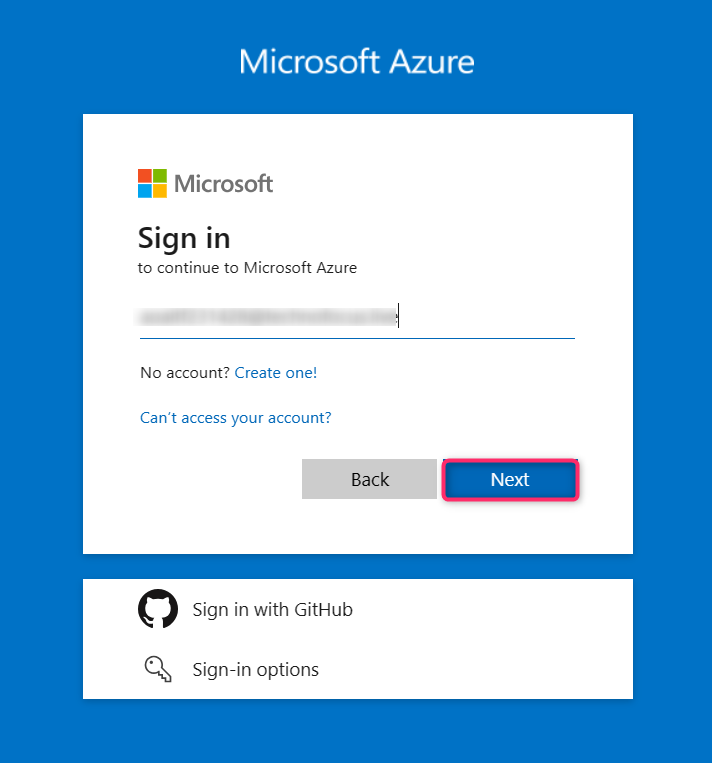 Microsoft Azure
Microsoft
Sign in
to continue to Microsoft Azure
No account? Create one!
Can't access your account?
Back
Next
Sign in with GitHub
Sign-in options